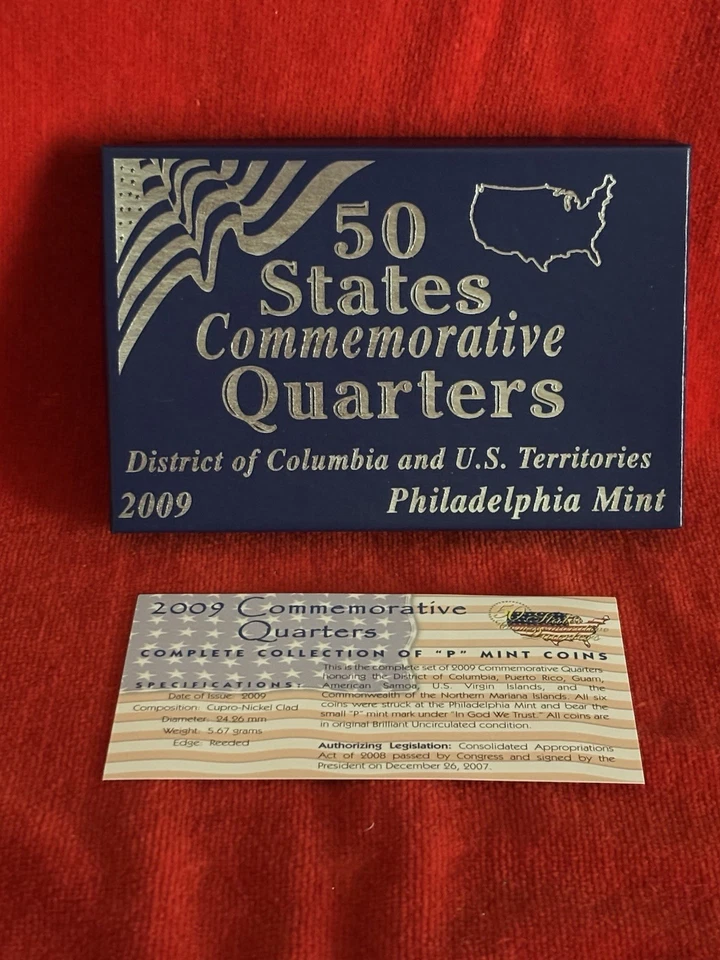 50
States
Commemorative
Quarters
District of Columbia and U.S. Territories
2009 Philadelphia Mint
2009 Commemorative
Quarters
COMPLETE COLLECTION OF "P" MINT COINS
SPECIFICATIONS:
Date of Issue: 2009
Composition: Cupro-Nickel Clad
Diameter: 24.26 mm
Weight: 5.67 grams
Edge: Reeded
This is the complete set of 2009 Commemorative Quarters
honoring the District of Columbia, Puerto Rico, Guam,
American Samoa, U.S. Virgin Islands, and the
Commonwealth of the Northern Mariana Islands. All six
coins were struck at the Philadelphia Mint and bear the
small "P" mint mark under "In God We Trust." All coins are
in original Brilliant Uncirculated condition.
Authorizing Legislation: Consolidated Appropriations
Act of 2008 passed by Congress and signed by the
President on December 26, 2007.